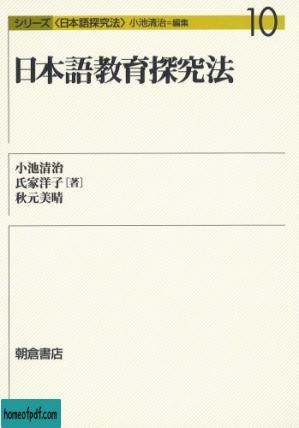 シリーズ〈日本語探究法〉小池清治=編集
10
日本語教育探究法
小池清治
氏家洋子[著]
秋元美晴
朝倉書店
homeofpdf.com